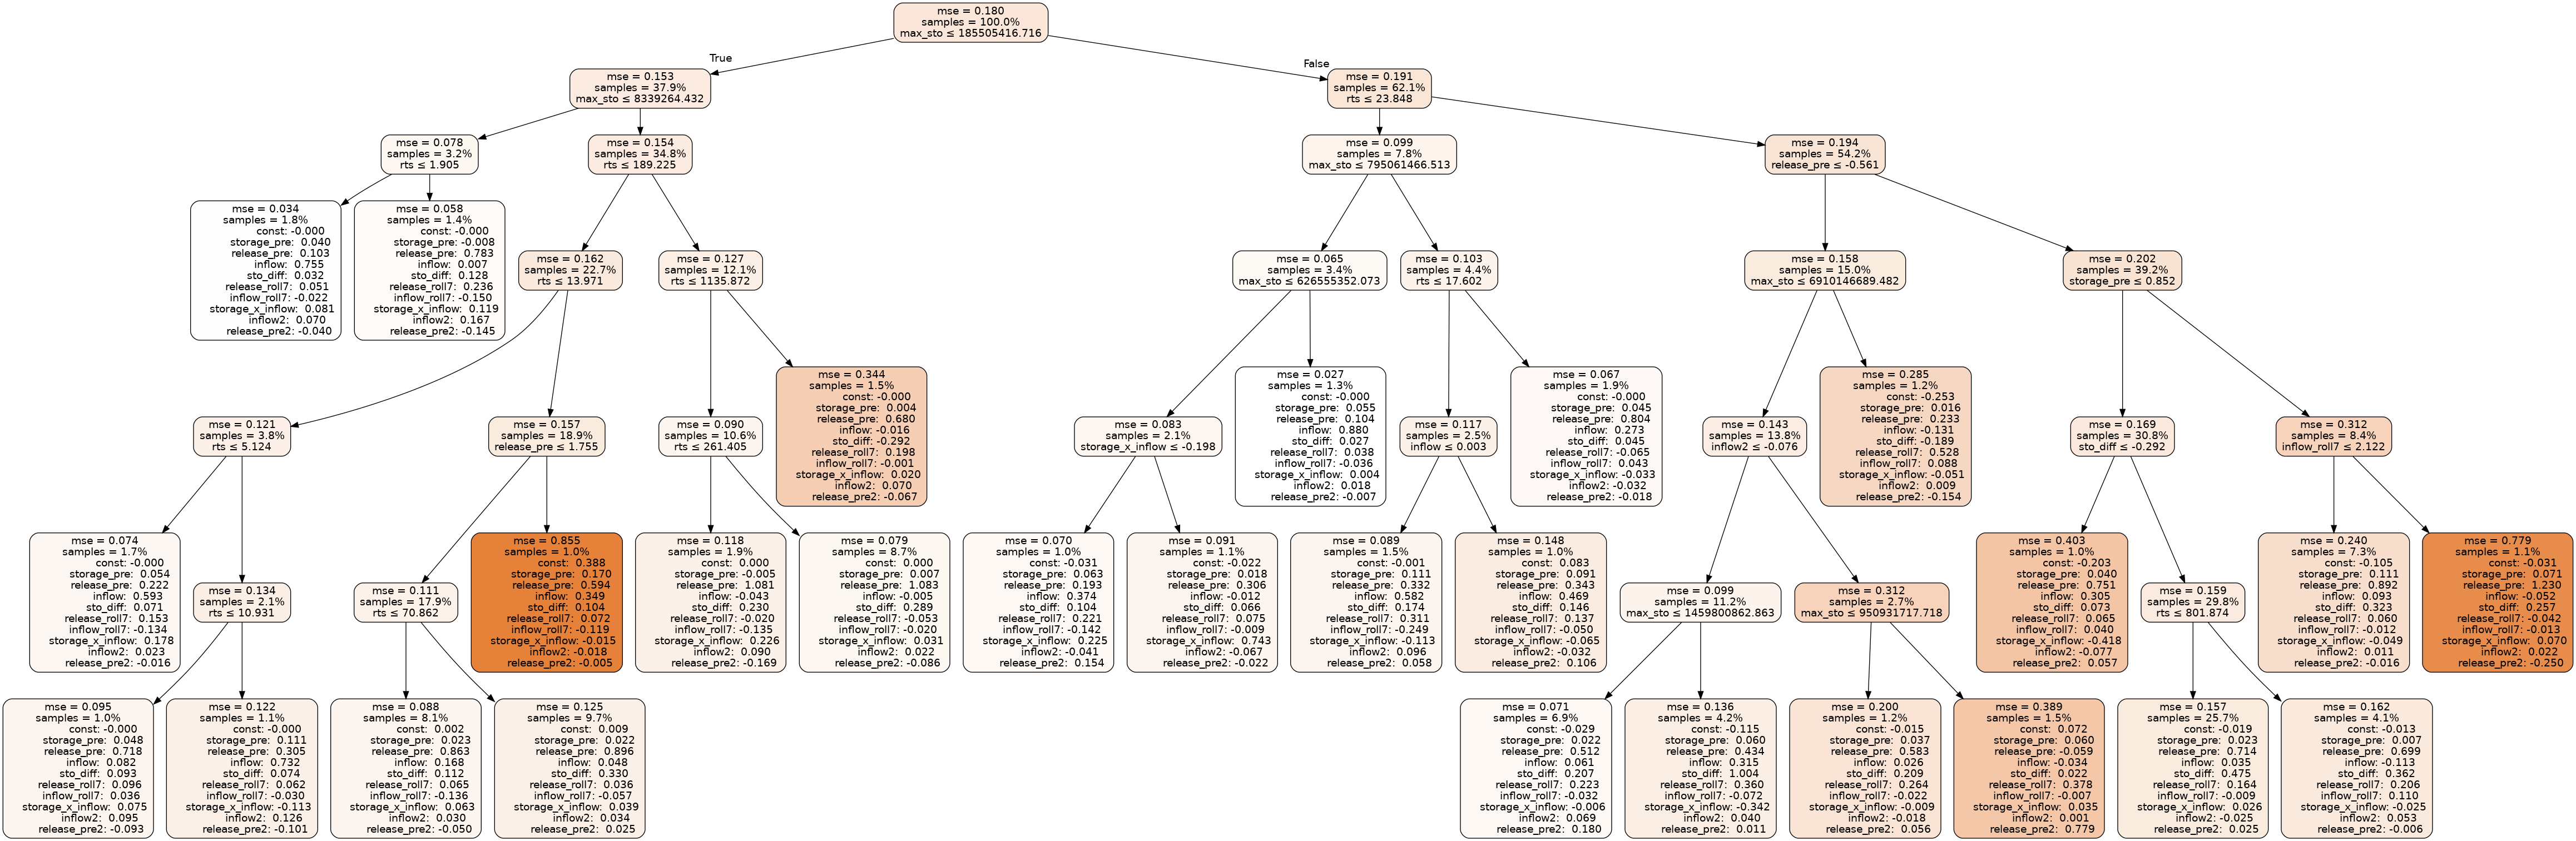 mse = 0.180
samples = 100.0%
max_sto ≤ 185505416.716
True
False
mse = 0.153
samples = 37.9%
max_sto ≤ 8339264.432
mse = 0.191
samples = 62.1%
rts ≤ 23.848
mse = 0.078
samples = 3.2%
rts ≤ 1.905
mse = 0.154
samples = 34.8%
rts ≤ 189.225
mse = 0.099
samples = 7.8%
max_sto ≤ 795061466.513
mse = 0.194
samples = 54.2%
release_pre ≤ -0.561
mse = 0.034
samples = 1.8%
const: -0.000
storage_pre: 0.040
release_pre: 0.103
inflow: 0.755
sto_diff: 0.032
release_roll7: 0.051
inflow_roll7: -0.022
storage_x_inflow: 0.081
inflow2: 0.070
release_pre2: -0.040
mse = 0.058
samples = 1.4%
const: -0.000
storage_pre: -0.008
release_pre: 0.783
inflow: 0.007
sto_diff: 0.128
release_roll7: 0.236
inflow_roll7: -0.150
storage_x_inflow: 0.119
inflow2: 0.167
release_pre2: -0.145
mse = 0.162
samples = 22.7%
rts ≤ 13.971
mse = 0.127
samples = 12.1%
rts ≤ 1135.872
mse = 0.065
samples = 3.4%
max_sto ≤ 626555352.073
mse = 0.103
samples = 4.4%
rts ≤ 17.602
mse = 0.158
samples = 15.0%
max_sto ≤ 6910146689.482
mse = 0.202
samples = 39.2%
storage_pre ≤ 0.852
mse = 0.121
samples = 3.8%
rts ≤ 5.124
mse = 0.157
samples = 18.9%
release_pre ≤ 1.755
mse = 0.090
samples = 10.6%
rts ≤ 261.405
mse = 0.344
samples = 1.5%
const: -0.000
storage_pre: 0.004
release_pre: 0.680
inflow: -0.016
sto_diff: -0.292
release_roll7: 0.198
inflow_roll7: -0.001
storage_x_inflow: 0.020
inflow2: 0.070
release_pre2: -0.067
mse = 0.083
samples = 2.1%
storage_x_inflow ≤ -0.198
mse = 0.027
samples = 1.3%
const: -0.000
storage_pre: 0.055
release_pre: 0.104
inflow: 0.880
sto_diff: 0.027
release_roll7: 0.038
inflow_roll7: -0.036
storage_x_inflow: 0.004
inflow2: 0.018
release_pre2: -0.007
mse = 0.117
samples = 2.5%
inflow ≤ 0.003
mse = 0.067
samples = 1.9%
const: -0.000
storage_pre: 0.045
release_pre: 0.804
inflow: 0.273
sto_diff: 0.045
release_roll7: -0.065
inflow_roll7: 0.043
storage_x_inflow: -0.033
inflow2: -0.032
release_pre2: -0.018
mse = 0.143
samples = 13.8%
inflow2 ≤ -0.076
mse = 0.285
samples = 1.2%
const: -0.253
storage_pre: 0.016
release_pre: 0.233
inflow: -0.131
sto_diff: -0.189
release_roll7: 0.528
inflow_roll7: 0.088
storage_x_inflow: -0.051
inflow2: 0.009
release_pre2: -0.154
mse = 0.169
samples = 30.8%
sto_diff ≤ -0.292
mse = 0.312
samples = 8.4%
inflow_roll7 ≤ 2.122
mse = 0.074
samples = 1.7%
const: -0.000
storage_pre: 0.054
release_pre: 0.222
inflow: 0.593
sto_diff: 0.071
release_roll7: 0.153
inflow_roll7: -0.134
storage_x_inflow: 0.178
inflow2: 0.023
release_pre2: -0.016
mse = 0.134
samples = 2.1%
rts ≤ 10.931
mse = 0.111
samples = 17.9%
rts ≤ 70.862
mse = 0.855
samples = 1.0%
const: 0.388
storage_pre: 0.170
release_pre: 0.594
inflow: 0.349
sto_diff: 0.104
release_roll7: 0.072
inflow_roll7: -0.119
storage_x_inflow: -0.015
inflow2: -0.018
release_pre2: -0.005
mse = 0.118
samples = 1.9%
const: 0.000
storage_pre: -0.005
release_pre: 1.081
inflow: -0.043
sto_diff: 0.230
release_roll7: -0.020
inflow_roll7: -0.135
storage_x_inflow: 0.226
inflow2: 0.090
release_pre2: -0.169
mse = 0.079
samples = 8.7%
const: 0.000
storage_pre: 0.007
release_pre: 1.083
inflow: -0.005
sto_diff: 0.289
release_roll7: -0.053
inflow_roll7: -0.020
storage_x_inflow: 0.031
inflow2: 0.022
release_pre2: -0.086
mse = 0.070
samples = 1.0%
const: -0.031
storage_pre: 0.063
release_pre: 0.193
inflow: 0.374
sto_diff: 0.104
release_roll7: 0.221
inflow_roll7: -0.142
storage_x_inflow: 0.225
inflow2: -0.041
release_pre2: 0.154
mse = 0.091
samples = 1.1%
const: -0.022
storage_pre: 0.018
release_pre: 0.306
inflow: -0.012
sto_diff: 0.066
release_roll7: 0.075
inflow_roll7: -0.009
storage_x_inflow: 0.743
inflow2: -0.067
release_pre2: -0.022
mse = 0.089
samples = 1.5%
const: -0.001
storage_pre: 0.111
release_pre: 0.332
inflow: 0.582
sto_diff: 0.174
release_roll7: 0.311
inflow_roll7: -0.249
storage_x_inflow: -0.113
inflow2: 0.096
release_pre2: 0.058
mse = 0.148
samples = 1.0%
const: 0.083
storage_pre: 0.091
release_pre: 0.343
inflow: 0.469
sto_diff: 0.146
release_roll7: 0.137
inflow_roll7: -0.050
storage_x_inflow: -0.065
inflow2: -0.032
release_pre2: 0.106
mse = 0.099
samples = 11.2%
max_sto ≤ 1459800862.863
mse = 0.312
samples = 2.7%
max_sto ≤ 950931717.718
mse = 0.403
samples = 1.0%
const: -0.203
storage_pre: 0.040
release_pre: 0.751
inflow: 0.305
sto_diff: 0.073
release_roll7: 0.065
inflow_roll7: 0.040
storage_x_inflow: -0.418
inflow2: -0.077
release_pre2: 0.057
mse = 0.159
samples = 29.8%
rts ≤ 801.874
mse = 0.240
samples = 7.3%
const: -0.105
storage_pre: 0.111
release_pre: 0.892
inflow: 0.093
sto_diff: 0.323
release_roll7: 0.060
inflow_roll7: -0.012
storage_x_inflow: -0.049
inflow2: 0.011
release_pre2: -0.016
mse = 0.779
samples = 1.1%
const: -0.031
storage_pre: 0.071
release_pre: 1.230
inflow: -0.052
sto_diff: 0.257
release_roll7: -0.042
inflow_roll7: -0.013
storage_x_inflow: 0.070
inflow2: 0.022
release_pre2: -0.250
mse = 0.095
samples = 1.0%
const: -0.000
storage_pre: 0.048
release_pre: 0.718
inflow: 0.082
sto_diff: 0.093
release_roll7: 0.096
inflow_roll7: 0.036
storage_x_inflow: 0.075
inflow2: 0.095
release_pre2: -0.093
mse = 0.122
samples = 1.1%
const: -0.000
storage_pre: 0.111
release_pre: 0.305
inflow: 0.732
sto_diff: 0.074
release_roll7: 0.062
inflow_roll7: -0.030
storage_x_inflow: -0.113
inflow2: 0.126
release_pre2: -0.101
mse = 0.088
samples = 8.1%
const: 0.002
storage_pre: 0.023
release_pre: 0.863
inflow: 0.168
sto_diff: 0.112
release_roll7: 0.065
inflow_roll7: -0.136
storage_x_inflow: 0.063
inflow2: 0.030
release_pre2: -0.050
mse = 0.125
samples = 9.7%
const: 0.009
storage_pre: 0.022
release_pre: 0.896
inflow: 0.048
sto_diff: 0.330
release_roll7: 0.036
inflow_roll7: -0.057
storage_x_inflow: 0.039
inflow2: 0.034
release_pre2: 0.025
mse = 0.071
samples = 6.9%
const: -0.029
storage_pre: 0.022
release_pre: 0.512
inflow: 0.061
sto_diff: 0.207
release_roll7: 0.223
inflow_roll7: -0.032
storage_x_inflow: -0.006
inflow2: 0.069
release_pre2: 0.180
mse = 0.136
samples = 4.2%
const: -0.115
storage_pre: 0.060
release_pre: 0.434
inflow: 0.315
sto_diff: 1.004
release_roll7: 0.360
inflow_roll7: -0.072
storage_x_inflow: -0.342
inflow2: 0.040
release_pre2: 0.011
mse = 0.200
samples = 1.2%
const: -0.015
storage_pre: 0.037
release_pre: 0.583
inflow: 0.026
sto_diff: 0.209
release_roll7: 0.264
inflow_roll7: -0.022
storage_x_inflow: -0.009
inflow2: -0.018
release_pre2: 0.056
mse = 0.389
samples = 1.5%
const: 0.072
storage_pre: 0.060
release_pre: -0.059
inflow: -0.034
sto_diff: 0.022
release_roll7: 0.378
inflow_roll7: -0.007
storage_x_inflow: 0.035
inflow2: 0.001
release_pre2: 0.779
mse = 0.157
samples = 25.7%
const: -0.019
storage_pre: 0.023
release_pre: 0.714
inflow: 0.035
sto_diff: 0.475
release_roll7: 0.164
inflow_roll7: -0.009
storage_x_inflow: 0.026
inflow2: -0.025
release_pre2: 0.025
mse = 0.162
samples = 4.1%
const: -0.013
storage_pre: 0.007
release_pre: 0.699
inflow: -0.113
sto_diff: 0.362
release_roll7: 0.206
inflow_roll7: 0.110
storage_x_inflow: -0.025
inflow2: 0.053
release_pre2: -0.006